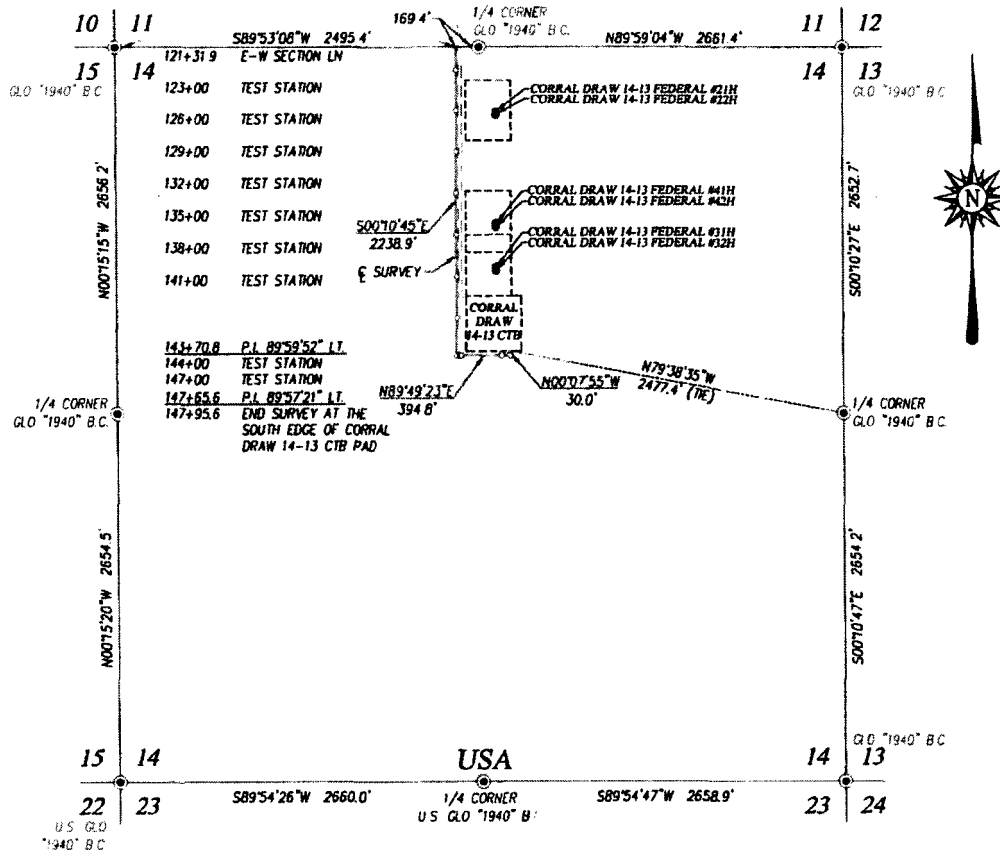 169.4'
1/4 CORNER
GLO "1940" B.C.
10 11
S89°53'08"W 2495.4'
N89°59'04"W 2661.4'
11 12
15 14
14 13
GLO "1940" B.C
GLO "1940" B.C
121+31.9 E-W SECTION LN
123+00 TEST STATION
126+00 TEST STATION
129+00 TEST STATION
132+00 TEST STATION
135+00 TEST STATION
138+00 TEST STATION
141+00 TEST STATION
143+70.8 P.I. 89°59'52" LT.
144+00 TEST STATION
147+00 TEST STATION
147+65.6 P.I. 89°57'21" LT.
147+95.6 END SURVEY AT THE
SOUTH EDGE OF CORRAL
DRAW 14-13 CTB PAD
CORRAL DRAW 14-13 FEDERAL #21H
CORRAL DRAW 14-13 FEDERAL #22H
CORRAL DRAW 14-13 FEDERAL #41H
CORRAL DRAW 14-13 FEDERAL #42H
CORRAL DRAW 14-13 FEDERAL #31H
CORRAL DRAW 14-13 FEDERAL #32H
N00°15'15"W 2656.2'
S00°10'45"E
2238.9'
℄ SURVEY
S00°10'27"E 2652.7'
N
CORRAL
DRAW
14-13 CTB
N89°49'23"E
394.8'
N00°07'55"W
30.0'
N79°38'35"W
2477.4' (TIE)
1/4 CORNER
GLO "1940" B.C.
1/4 CORNER
GLO "1940" B.C.
N00°15'20"W 2654.5'
S00°10'47"E 2654.2'
GLO "1940" B.C
15 14
USA
14 13
22 23
S89°54'26"W 2660.0'
1/4 CORNER
U.S. GLO "1940" B
S89°54'47"W 2658.9'
23 24
U.S. GLO
"1940" B.C